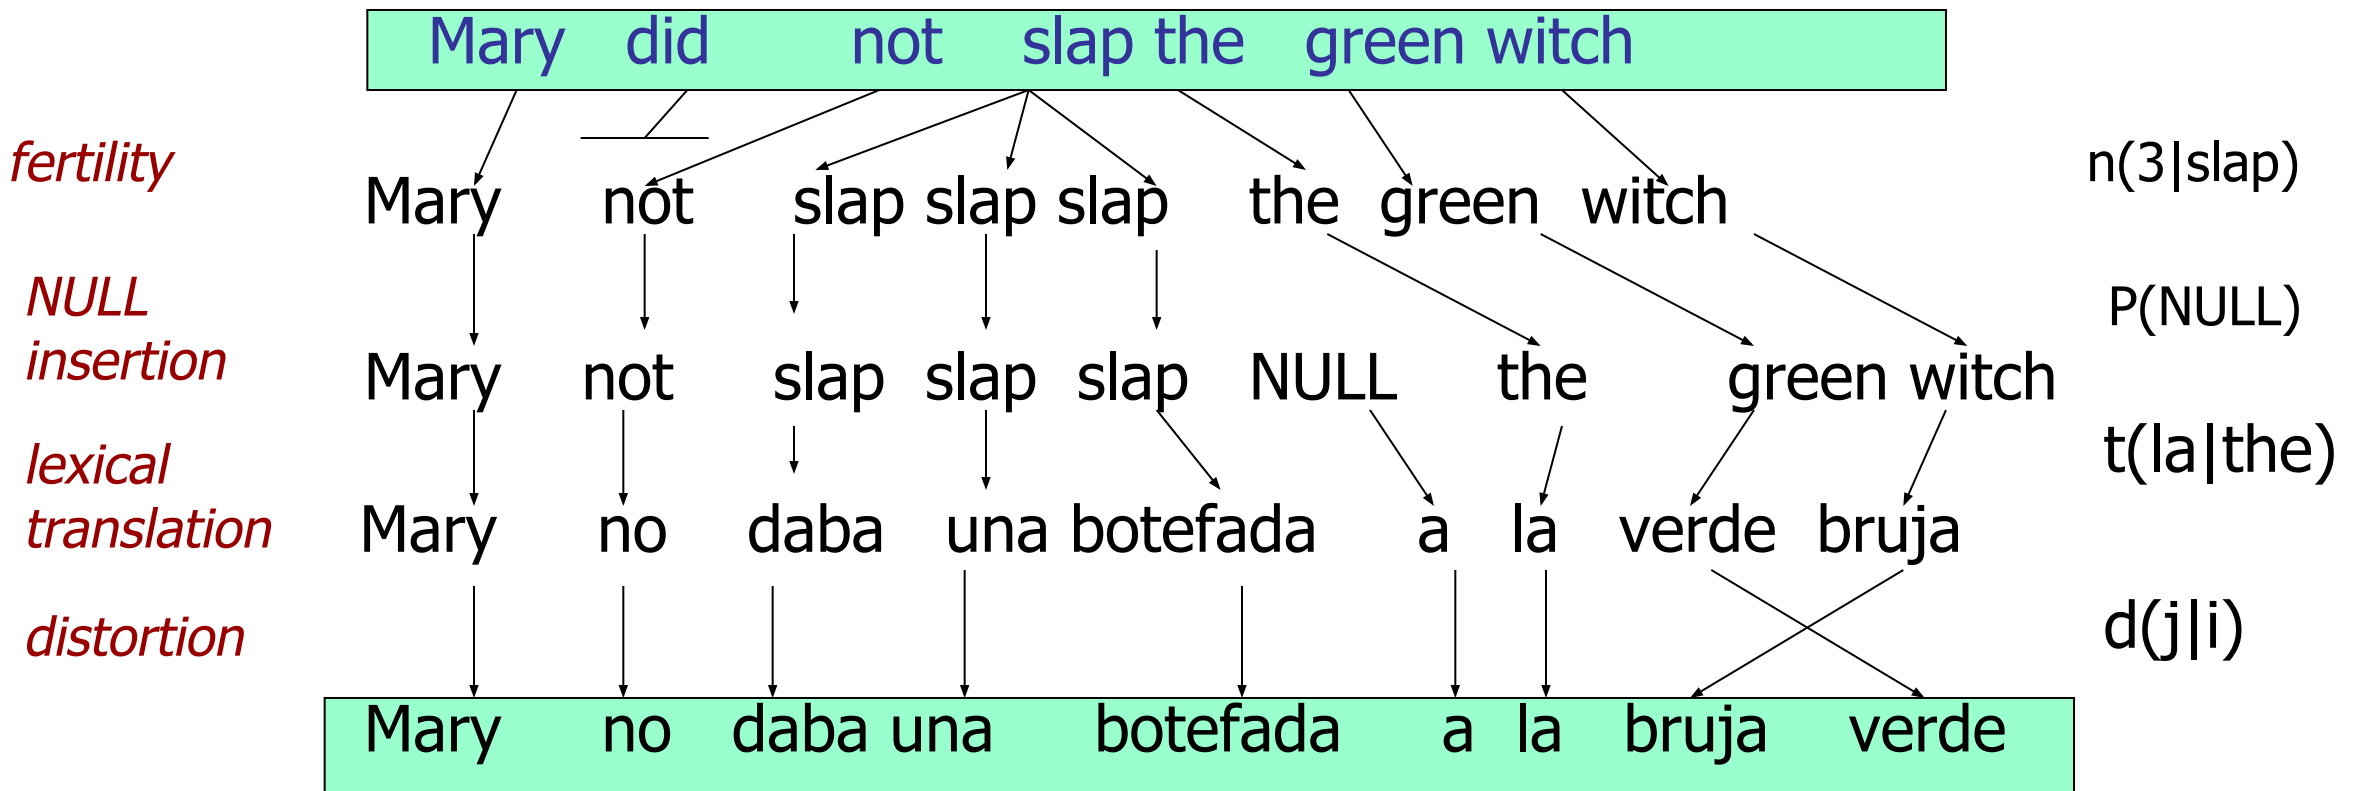 Mary did not slap the green witch
fertility
n(3|slap)
Mary not slap slap slap the green witch
NULL
insertion
P(NULL)
Mary not slap slap slap NULL the green witch
lexical
translation
t(la|the)
Mary no daba una botefada a la verde bruja
distortion
d(j|i)
Mary no daba una botefada a la bruja verde